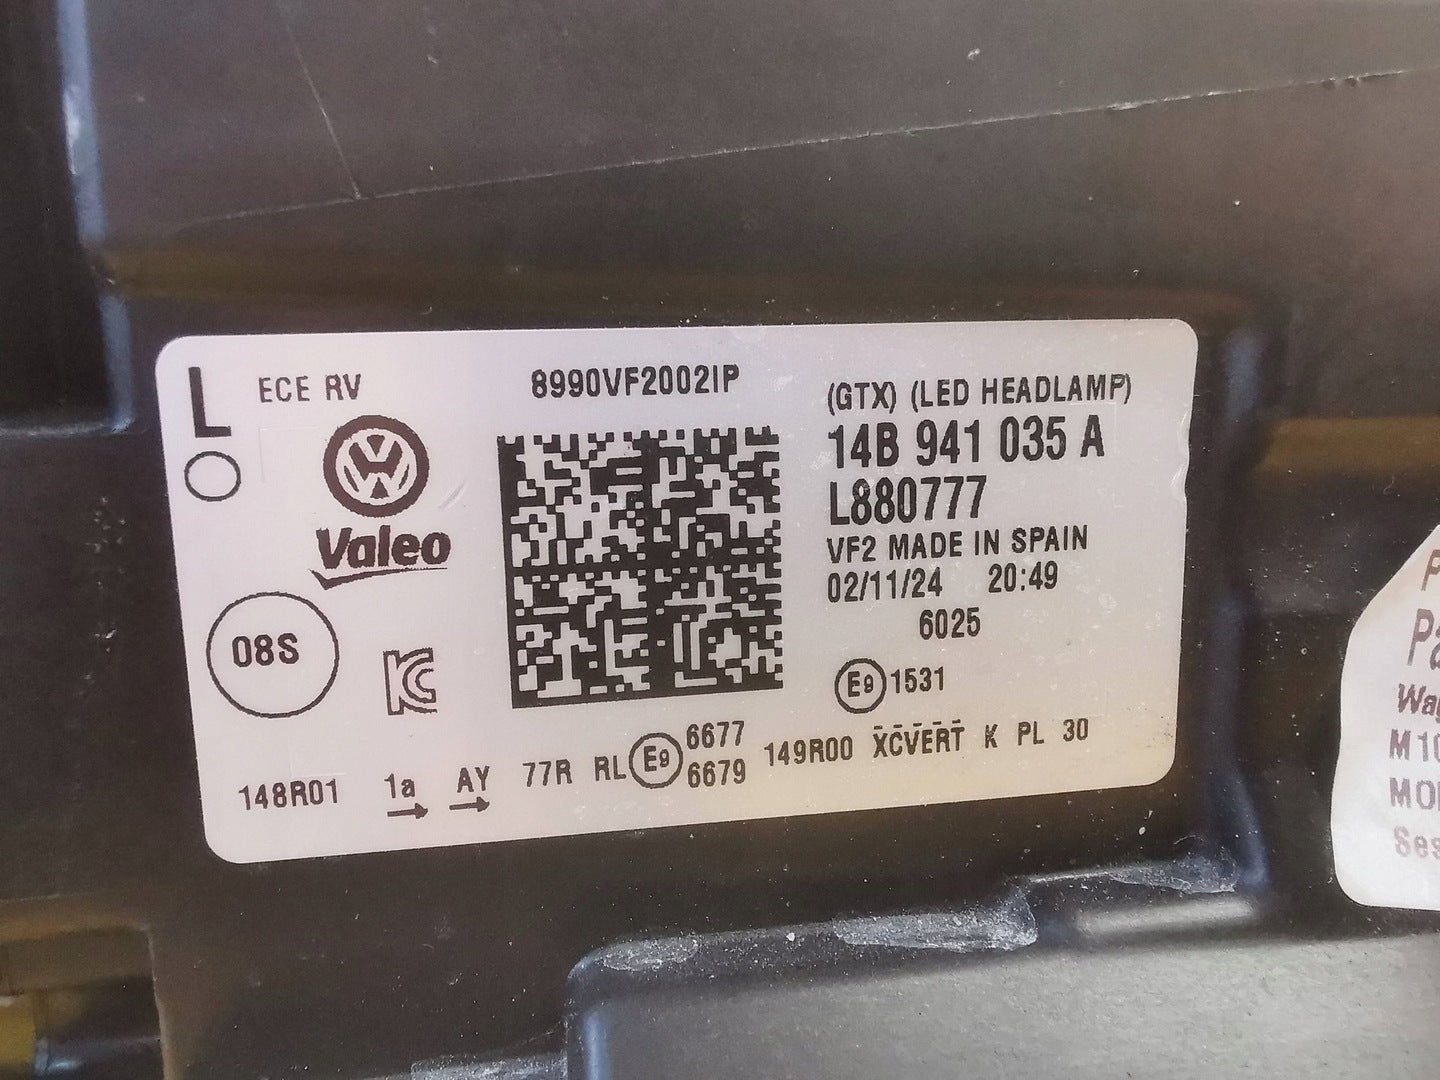 L
ECE RV
Valeo
08S
8990VF2002IP
(GTX) (LED HEADLAMP)
14B 941 035 A
L880777
VF2 MADE IN SPAIN
02/11/24 20:49
6025
E9 1531
148R01 1a AY 77R RL E9 6677
6679
149R00 XCVERT K PL 30
M10